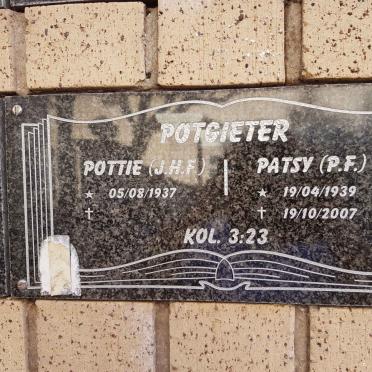 POTGIETER
POTTIE (J.H.F.) PATSY (P.F.)
★ 05/08/1937 ★ 19/04/1939
✝ ✝ 19/10/2007
KOL. 3:23